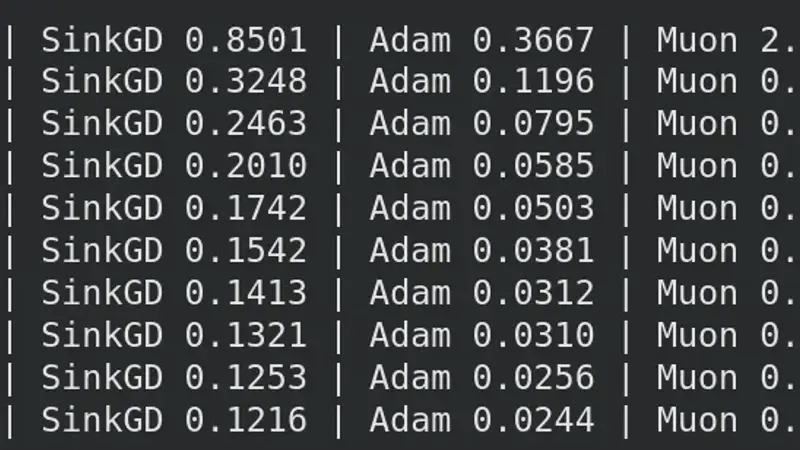 | SinkGD 0.8501 | Adam 0.3667 | Muon 2.
| SinkGD 0.3248 | Adam 0.1196 | Muon 0.
| SinkGD 0.2463 | Adam 0.0795 | Muon 0.
| SinkGD 0.2010 | Adam 0.0585 | Muon 0.
| SinkGD 0.1742 | Adam 0.0503 | Muon 0.
| SinkGD 0.1542 | Adam 0.0381 | Muon 0.
| SinkGD 0.1413 | Adam 0.0312 | Muon 0.
| SinkGD 0.1321 | Adam 0.0310 | Muon 0.
| SinkGD 0.1253 | Adam 0.0256 | Muon 0.
| SinkGD 0.1216 | Adam 0.0244 | Muon 0.